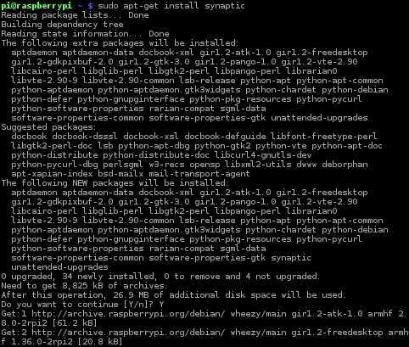 pi@raspberrypi ~ $ sudo apt-get install synaptic
Reading package lists... Done
Building dependency tree
Reading state information... Done
The following extra packages will be installed:
aptdaemon aptdaemon-data docbook-xml gir1.2-atk-1.0 gir1.2-freedesktop
gir1.2-gdkpixbuf-2.0 gir1.2-gtk-3.0 gir1.2-pango-1.0 gir1.2-vte-2.90
libcairo-perl libglib-perl libgtk2-perl libpango-perl librarian0
libvte-2.90-9 libvte-2.90-common lsb-release python-apt python-apt-common
python-aptdaemon python-aptdaemon.gtk3widgets python-chardet python-debian
python-defer python-gnupginterface python-pkg-resources python-pycurl
python-software-properties rarian-compat sgml-data
software-properties-common software-properties-gtk unattended-upgrades
Suggested packages:
docbook docbook-dsssl docbook-xsl docbook-defguide libfont-freetype-perl
libgtk2-perl-doc lsb python-apt-dbg python-gtk2 python-vte python-apt-doc
python-distribute python-distribute-doc libcurl4-gnutls-dev
python-pycurl-dbg perlsgml w3-recs opensp libxml2-utils dwww deborphan
apt-xapian-index bsd-mailx mail-transport-agent
The following NEW packages will be installed:
aptdaemon aptdaemon-data docbook-xml gir1.2-atk-1.0 gir1.2-freedesktop
gir1.2-gdkpixbuf-2.0 gir1.2-gtk-3.0 gir1.2-pango-1.0 gir1.2-vte-2.90
libcairo-perl libglib-perl libgtk2-perl libpango-perl librarian0
libvte-2.90-9 libvte-2.90-common lsb-release python-apt python-apt-common
python-aptdaemon python-aptdaemon.gtk3widgets python-chardet python-debian
python-defer python-gnupginterface python-pkg-resources python-pycurl
python-software-properties rarian-compat sgml-data
software-properties-common software-properties-gtk synaptic
unattended-upgrades
0 upgraded, 34 newly installed, 0 to remove and 4 not upgraded.
Need to get 8,825 kB of archives.
After this operation, 26.9 MB of additional disk space will be used.
Do you want to continue [Y/n]? Y
Get:1 http://archive.raspberrypi.org/debian/ wheezy/main gir1.2-atk-1.0 armhf 2.
8.0-2rpi2 [61.2 kB]
Get:2 http://archive.raspberrypi.org/debian/ wheezy/main gir1.2-freedesktop armh
f 1.36.0-2rpi2 [20.8 kB]